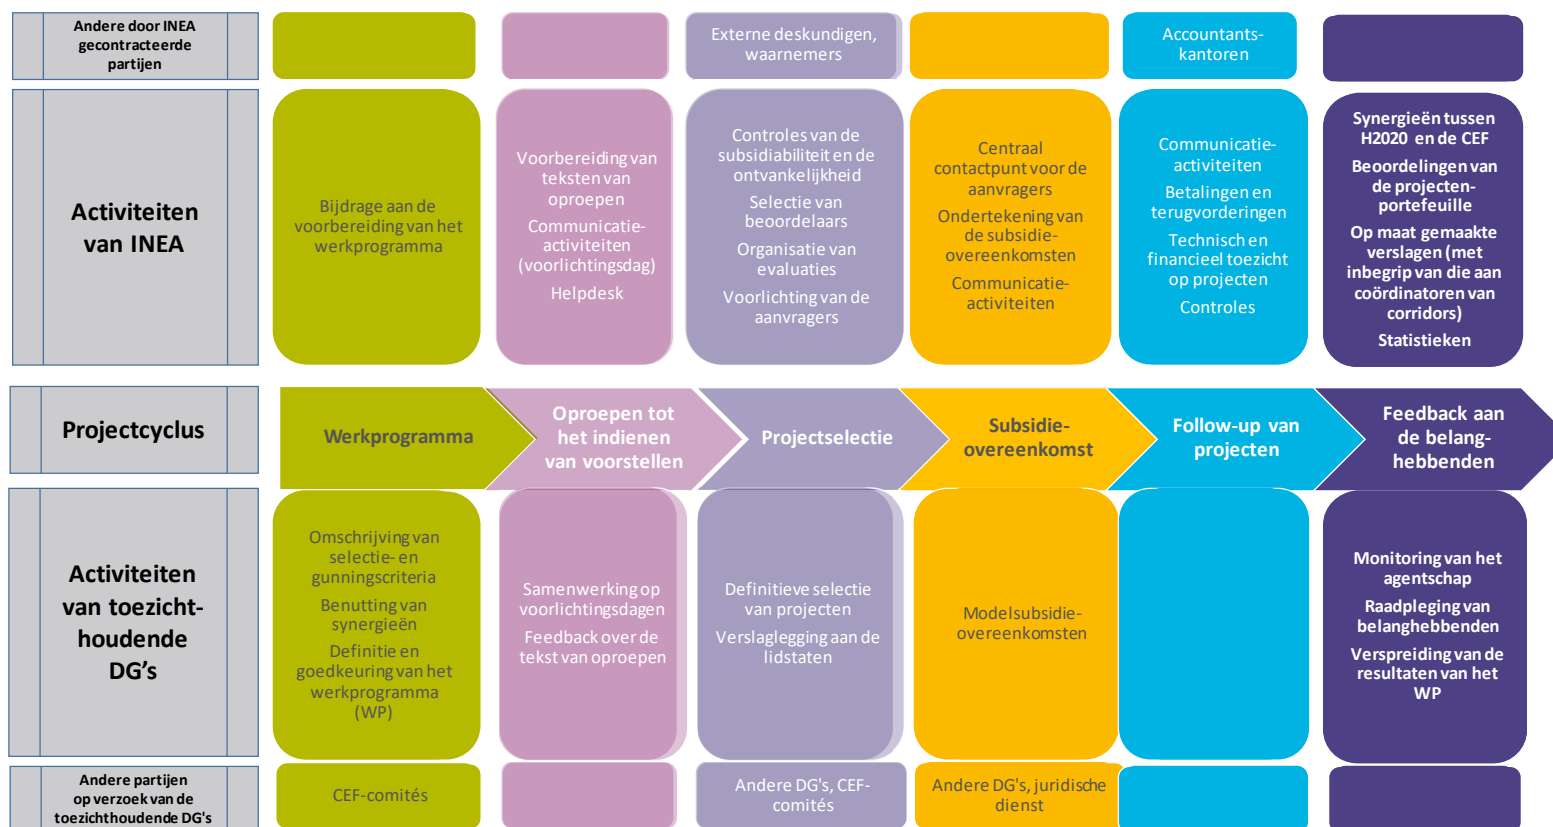 Andere door INEA
gecontracteerde
partijen
Externe deskundigen,
waarnemers
Accountants-
kantoren
Activiteiten
van INEA
Bijdrage aan de
voorbereiding van het
werkprogramma
Voorbereiding van
teksten van
oproepen
Communicatie-
activiteiten
(voorlichtingsdag)
Helpdesk
Controles van de
subsidiabiliteit en de
ontvankelijkheid
Selectie van
beoordelaars
Organisatie van
evaluaties
Voorlichting van de
aanvragers
Centraal
contactpunt voor de
aanvragers
Ondertekening van
de subsidie-
overeenkomsten
Communicatie-
activiteiten
Communicatie-
activiteiten
Betalingen en
terugvorderingen
Technisch en
financieel toezicht
op projecten
Controles
Synergieën tussen
H2020 en de CEF
Beoordelingen van
de projecten-
portefeuille
Op maat gemaakte
verslagen (met
inbegrip van die aan
coördinatoren van
corridors)
Statistieken
Projectcyclus
Werkprogramma
Oproepen tot
het indienen
van voorstellen
Projectselectie
Subsidie-
overeenkomst
Follow-up van
projecten
Feedback aan
de belang-
hebbenden
Activiteiten
van toezicht-
houdende
DG’s
Omschrijving van
selectie- en
gunningscriteria
Benutting van
synergieën
Definitie en
goedkeuring van het
werkprogramma
(WP)
Samenwerking op
voorlichtingsdagen
Feedback over de
tekst van oproepen
Definitieve selectie
van projecten
Verslaglegging aan de
lidstaten
Modelsubsidie-
overeenkomsten
Monitoring van het
agentschap
Raadpleging van
belanghebbenden
Verspreiding van de
resultaten van het
WP
Andere partijen
op verzoek van de
toezichthoudende DG's
CEF-comités
Andere DG's, CEF-
comités
Andere DG's, juridische
dienst